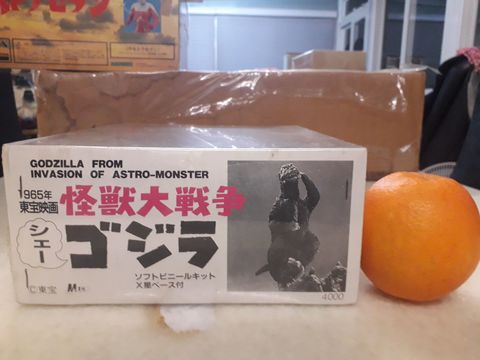 GODZILLA FROM
INVASION OF ASTRO-MONSTER
1965年
東宝映画
怪獣大戦争
シェー
ゴジラ
ソフトビニールキット
X星ベース付
©東宝
4000